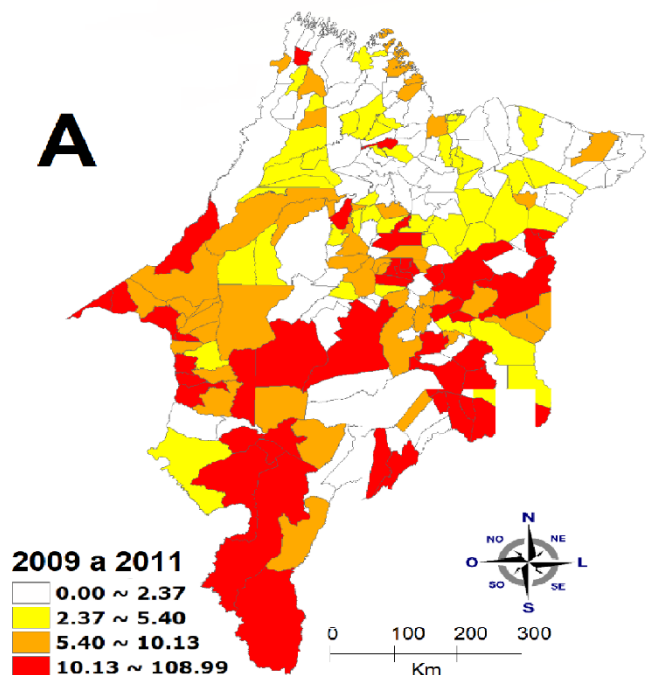 A
N
NO NE
O L
SO SE
S
2009 a 2011
0.00 ~ 2.37
2.37 ~ 5.40
5.40 ~ 10.13
10.13 ~ 108.99
0 100 200 300
Km